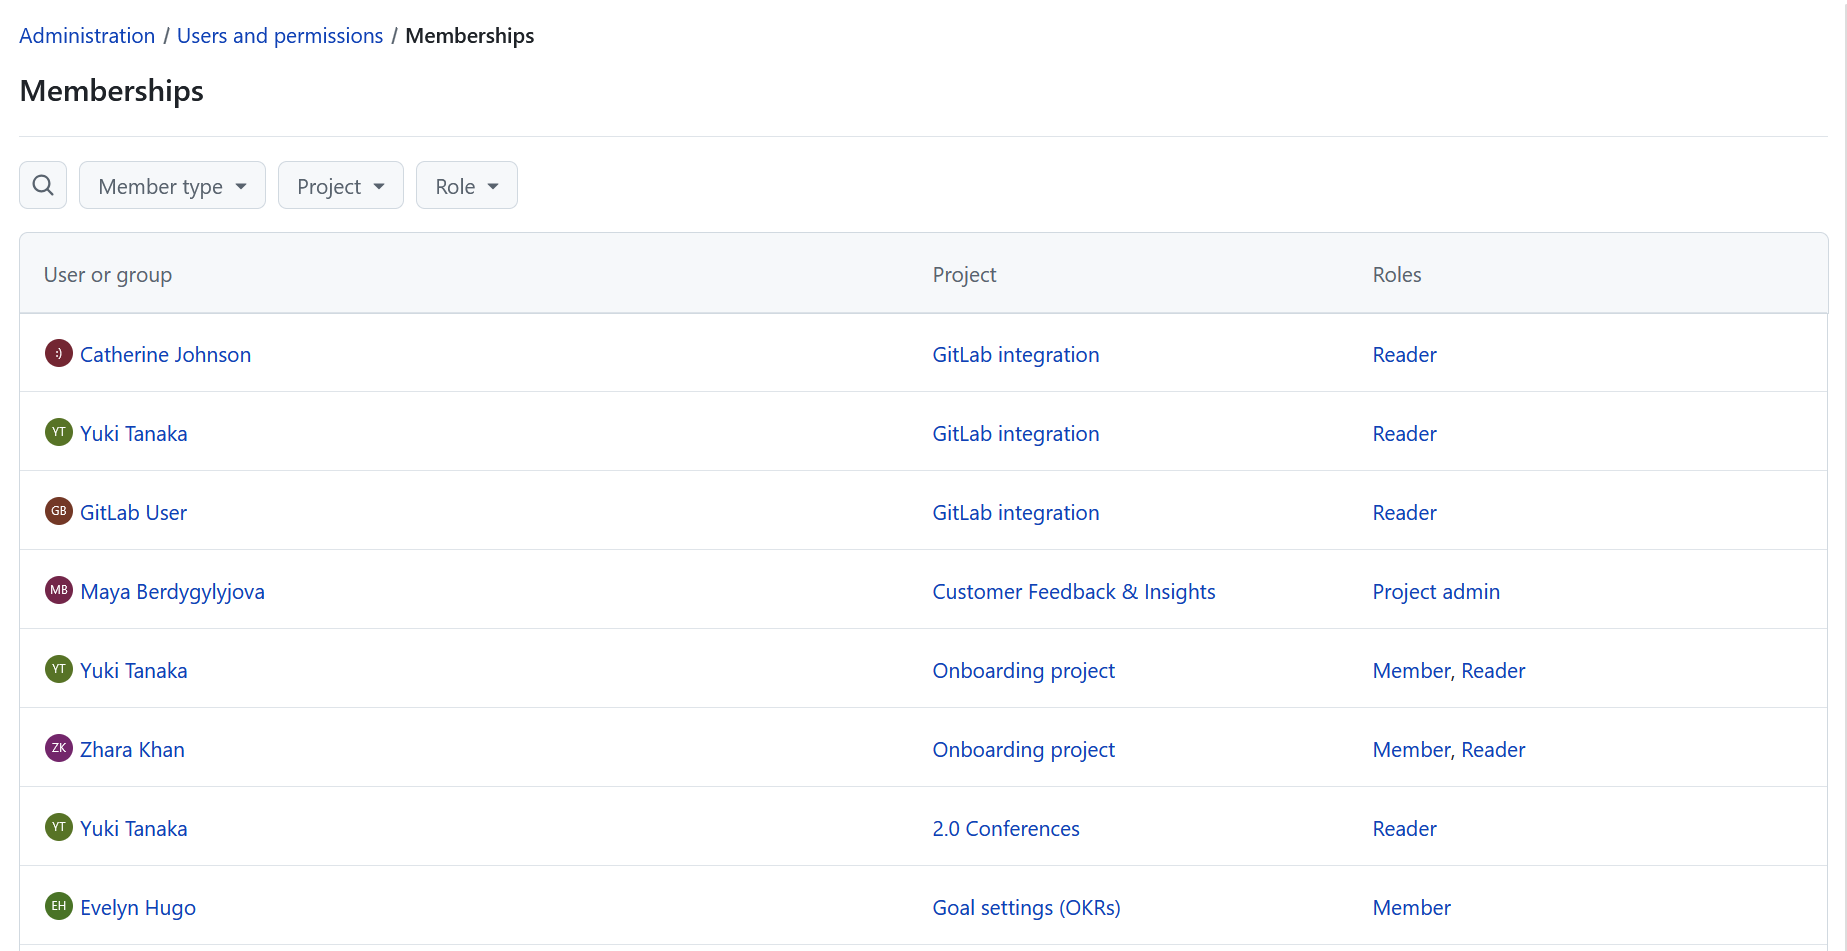 Administration / Users and permissions / Memberships
Memberships
Member type Project Role
User or group Project Roles
:) Catherine Johnson GitLab integration Reader
YT Yuki Tanaka GitLab integration Reader
GB GitLab User GitLab integration Reader
MB Maya Berdygylyjova Customer Feedback & Insights Project admin
YT Yuki Tanaka Onboarding project Member, Reader
ZK Zhara Khan Onboarding project Member, Reader
YT Yuki Tanaka 2.0 Conferences Reader
EH Evelyn Hugo Goal settings (OKRs) Member